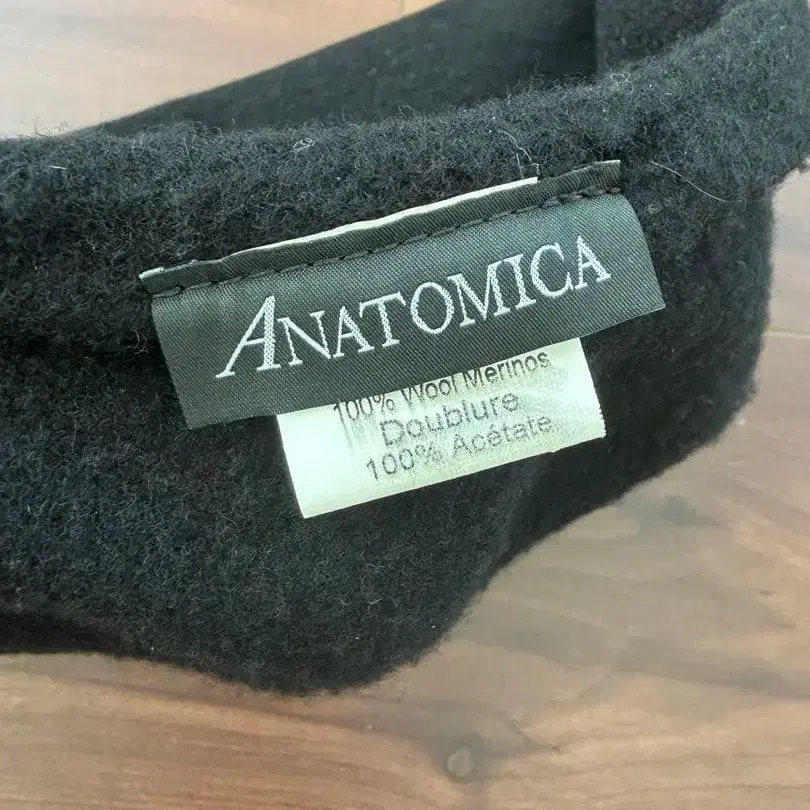 ANATOMICA
100% Wool Merinos
Doublure
100% Acétate